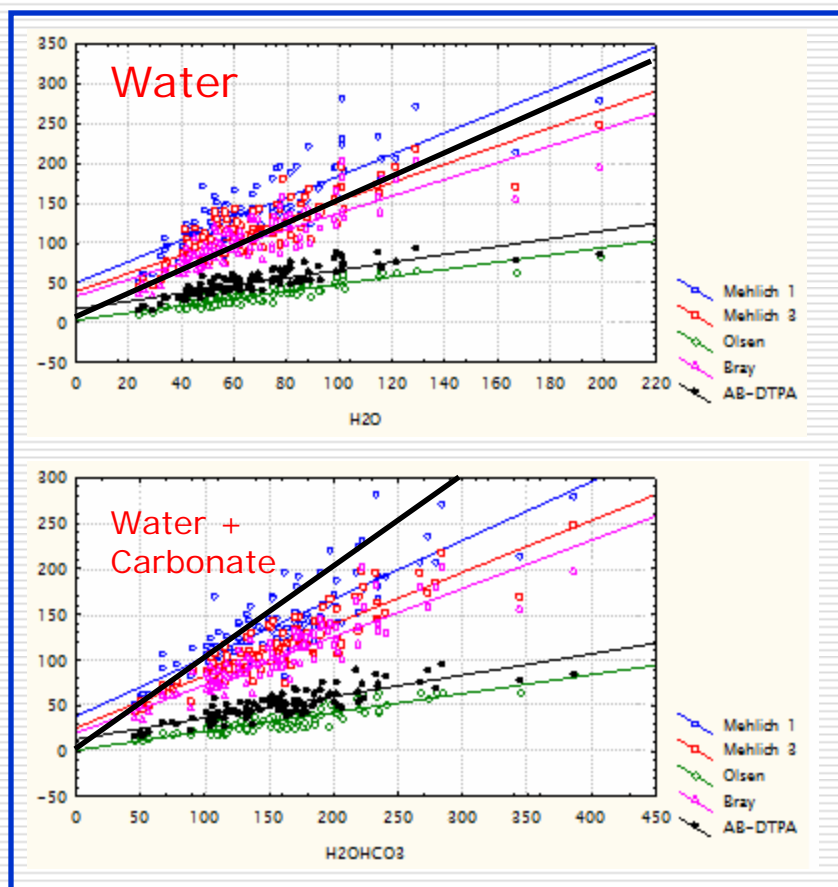 Water
350
300
250
200
150
100
50
0
-50
0 20 40 60 80 100 120 140 160 180 200 220
H2O
Mehlich 1
Mehlich 3
Olsen
Bray
AB-DTPA
Water +
Carbonate
300
250
200
150
100
50
0
-50
0 50 100 150 200 250 300 350 400 450
H2OHCO3
Mehlich 1
Mehlich 3
Olsen
Bray
AB-DTPA